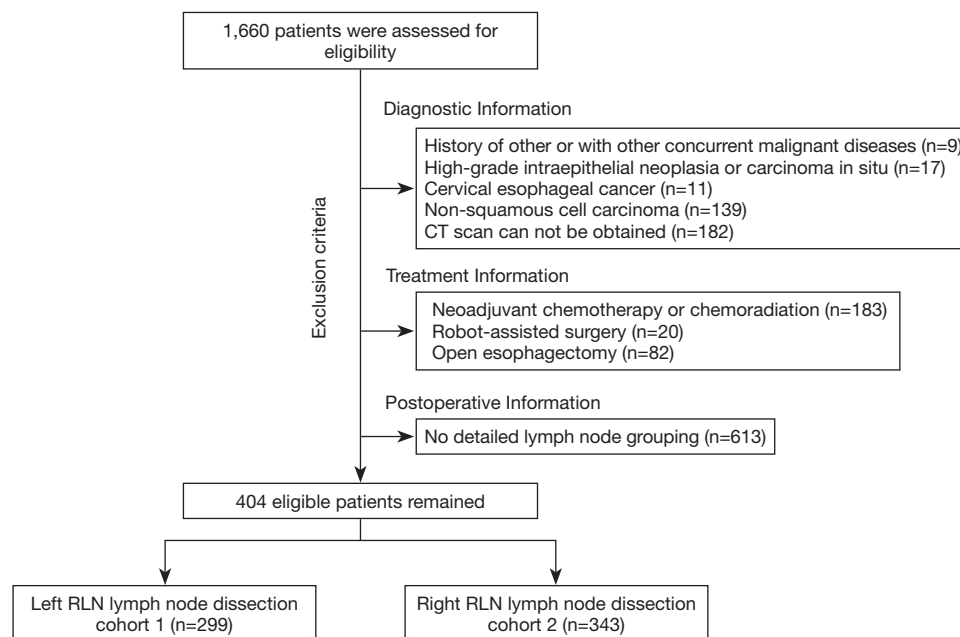 1,660 patients were assessed for
eligibility
Diagnostic Information
History of other or with other concurrent malignant diseases (n=9)
High-grade intraepithelial neoplasia or carcinoma in situ (n=17)
Cervical esophageal cancer (n=11)
Non-squamous cell carcinoma (n=139)
CT scan can not be obtained (n=182)
Exclusion criteria
Treatment Information
Neoadjuvant chemotherapy or chemoradiation (n=183)
Robot-assisted surgery (n=20)
Open esophagectomy (n=82)
Postoperative Information
No detailed lymph node grouping (n=613)
404 eligible patients remained
Left RLN lymph node dissection
cohort 1 (n=299)
Right RLN lymph node dissection
cohort 2 (n=343)